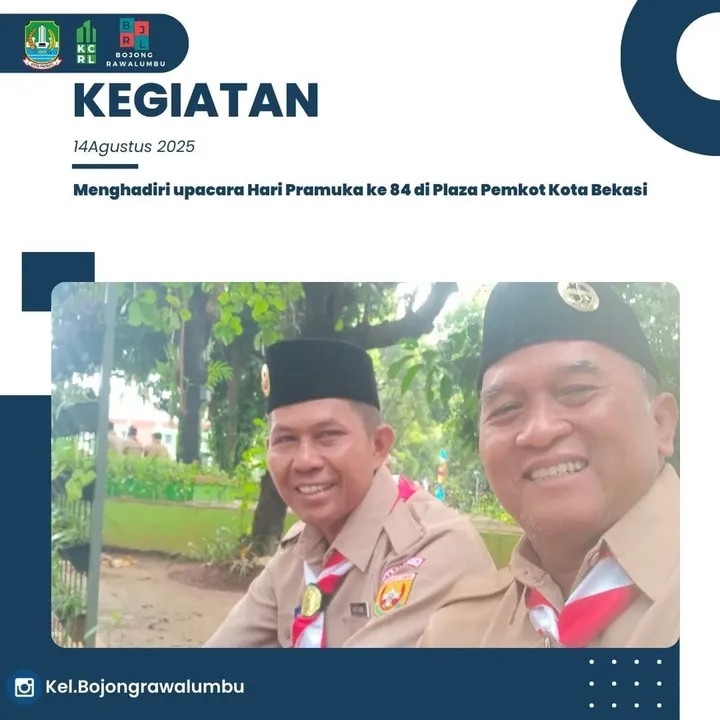 KCRL
BJRL
BOJONG
RAWALUMBU
KEGIATAN
14Agustus 2025
Menghadiri upacara Hari Pramuka ke 84 di Plaza Pemkot Kota Bekasi
Kel.Bojongrawalumbu